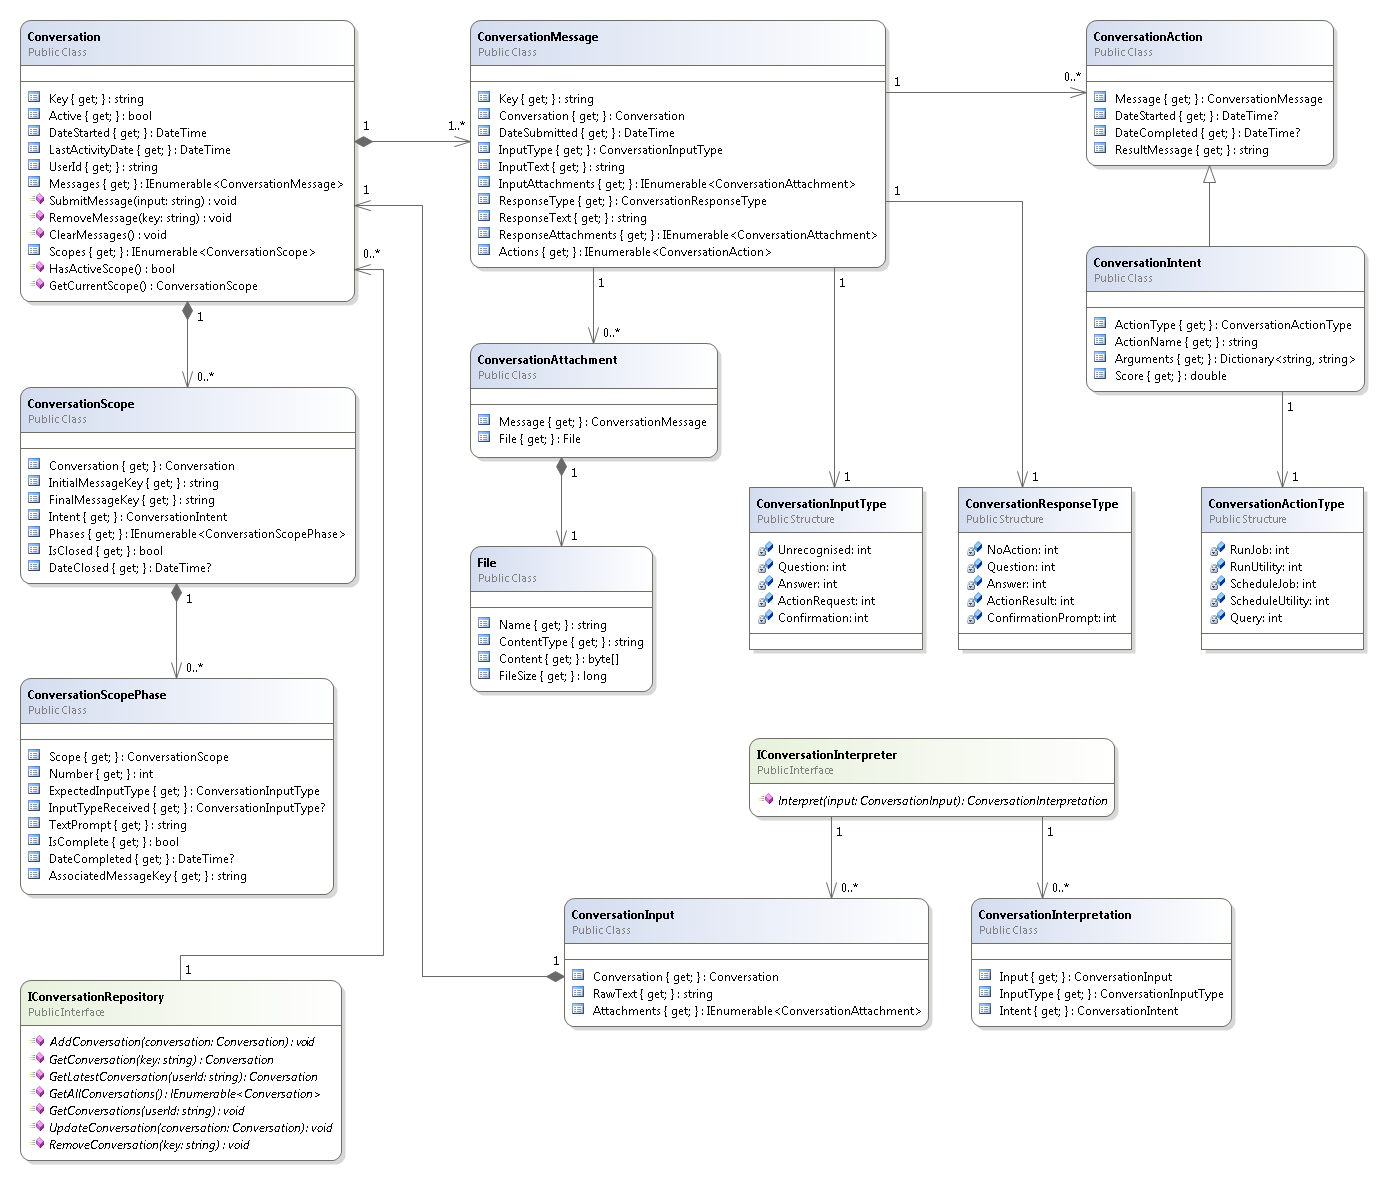 Conversation
Public Class
Key { get; } : string
Active { get; } : bool
DateStarted { get; } : DateTime
LastActivityDate { get; } : DateTime
UserId { get; } : string
Messages { get; } : IEnumerable<ConversationMessage>
SubmitMessage(input: string) : void
RemoveMessage(key: string) : void
ClearMessages() : void
Scopes { get; } : IEnumerable<ConversationScope>
HasActiveScope() : bool
GetCurrentScope() : ConversationScope
1
1..*
1
0..*
1
0..*
ConversationMessage
Public Class
Key { get; } : string
Conversation { get; } : Conversation
DateSubmitted { get; } : DateTime
InputType { get; } : ConversationInputType
InputText { get; } : string
InputAttachments { get; } : IEnumerable<ConversationAttachment>
ResponseType { get; } : ConversationResponseType
ResponseText { get; } : string
ResponseAttachments { get; } : IEnumerable<ConversationAttachment>
Actions { get; } : IEnumerable<ConversationAction>
1
0..*
1
1
0..*
1
1
1
ConversationAction
Public Class
Message { get; } : ConversationMessage
DateStarted { get; } : DateTime?
DateCompleted { get; } : DateTime?
ResultMessage { get; } : string
ConversationIntent
Public Class
ActionType { get; } : ConversationActionType
ActionName { get; } : string
Arguments { get; } : Dictionary<string, string>
Score { get; } : double
1
1
ConversationScope
Public Class
Conversation { get; } : Conversation
InitialMessageKey { get; } : string
FinalMessageKey { get; } : string
Intent { get; } : ConversationIntent
Phases { get; } : IEnumerable<ConversationScopePhase>
IsClosed { get; } : bool
DateClosed { get; } : DateTime?
1
0..*
ConversationAttachment
Public Class
Message { get; } : ConversationMessage
File { get; } : File
1
1
File
Public Class
Name { get; } : string
ContentType { get; } : string
Content { get; } : byte[]
FileSize { get; } : long
ConversationInputType
Public Structure
Unrecognised: int
Question: int
Answer: int
ActionRequest: int
Confirmation: int
ConversationResponseType
Public Structure
NoAction: int
Question: int
Answer: int
ActionResult: int
ConfirmationPrompt: int
ConversationActionType
Public Structure
RunJob: int
RunUtility: int
ScheduleJob: int
ScheduleUtility: int
Query: int
ConversationScopePhase
Public Class
Scope { get; } : ConversationScope
Number { get; } : int
ExpectedInputType { get; } : ConversationInputType
InputTypeReceived { get; } : ConversationInputType?
TextPrompt { get; } : string
IsComplete { get; } : bool
DateCompleted { get; } : DateTime?
AssociatedMessageKey { get; } : string
IConversationInterpreter
Public Interface
Interpret(input: ConversationInput) : ConversationInterpretation
1
1
0..*
0..*
ConversationInput
Public Class
Conversation { get; } : Conversation
RawText { get; } : string
Attachments { get; } : IEnumerable<ConversationAttachment>
1
ConversationInterpretation
Public Class
Input { get; } : ConversationInput
InputType { get; } : ConversationInputType
Intent { get; } : ConversationIntent
1
IConversationRepository
Public Interface
AddConversation(conversation: Conversation) : void
GetConversation(key: string) : Conversation
GetLatestConversation(userId: string): Conversation
GetAllConversations() : IEnumerable<Conversation>
GetConversations(userId: string) : void
UpdateConversation(conversation: Conversation): void
RemoveConversation(key: string) : void